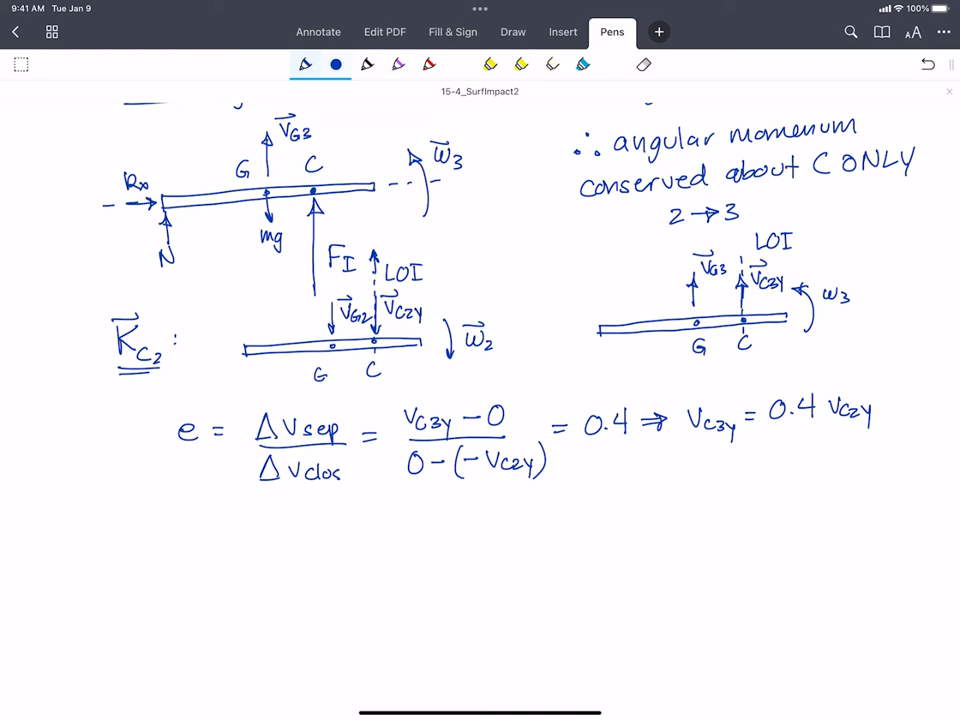 9:41 AM Tue Jan 9
100%
Annotate Edit PDF Fill & Sign Draw Insert Pens
AA
15-4_SurfImpact2
V⃗G3
G C
ω⃗3
Rx
mg
N
FI
LOI
∴ angular momenum
conserved about C ONLY
2 → 3
LOI
V⃗G3 V⃗C3Y
ω3
G C
K⃗C2 :
V⃗G2 V⃗C2Y
ω⃗2
G C
e = ΔVsep / ΔVclos = (VC3Y - 0) / (0 - (-VC2Y)) = 0.4 ⇒ VC3Y = 0.4 VC2Y